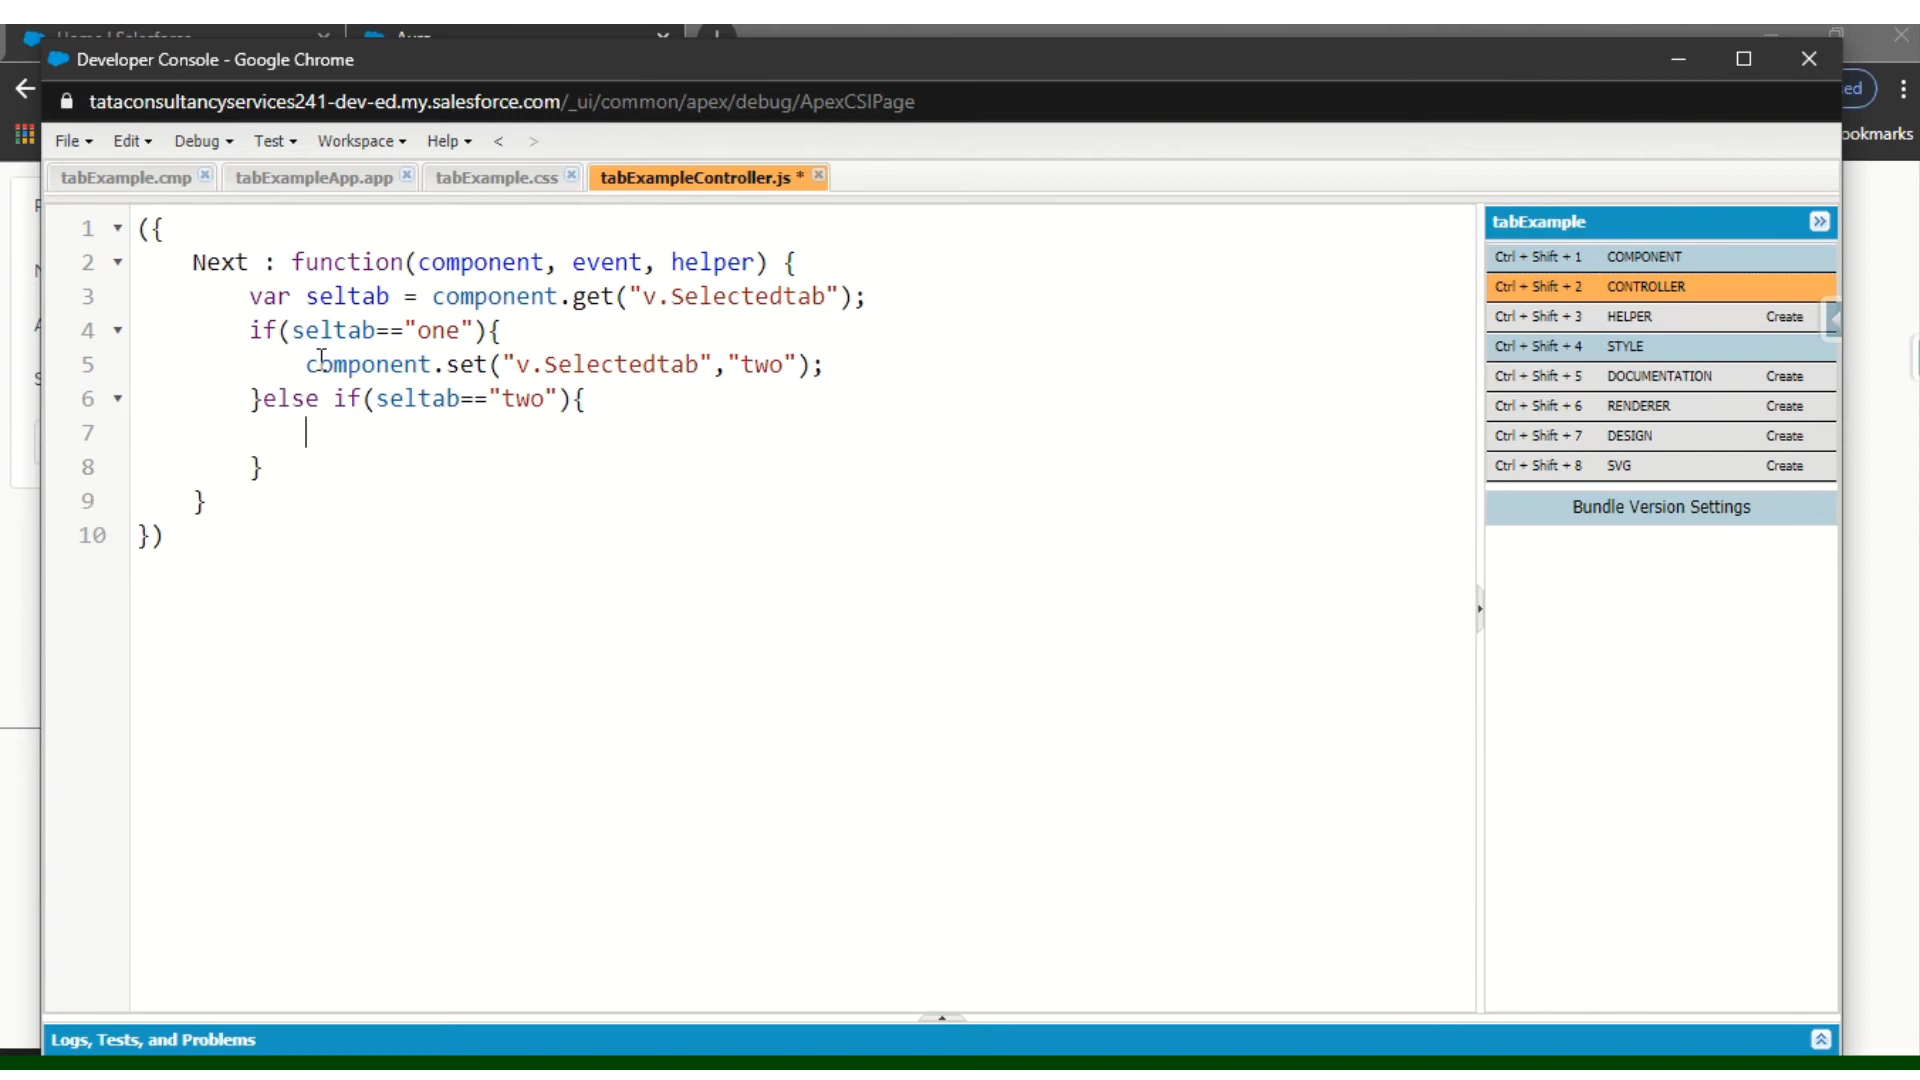 Developer Console - Google Chrome
tataconsultancyservices241-dev-ed.my.salesforce.com/_ui/common/apex/debug/ApexCSIPage
ookmarks
File Edit Debug Test Workspace Help < >
tabExample.cmp tabExampleApp.app tabExample.css tabExampleController.js *
1 ({
2 Next : function(component, event, helper) {
3 var seltab = component.get("v.Selectedtab");
4 if(seltab=="one"){
5 component.set("v.Selectedtab","two");
6 }else if(seltab=="two"){
7
8 }
9 }
10 })
tabExample
Ctrl + Shift + 1 COMPONENT
Ctrl + Shift + 2 CONTROLLER
Ctrl + Shift + 3 HELPER Create
Ctrl + Shift + 4 STYLE
Ctrl + Shift + 5 DOCUMENTATION Create
Ctrl + Shift + 6 RENDERER Create
Ctrl + Shift + 7 DESIGN Create
Ctrl + Shift + 8 SVG Create
Bundle Version Settings
Logs, Tests, and Problems